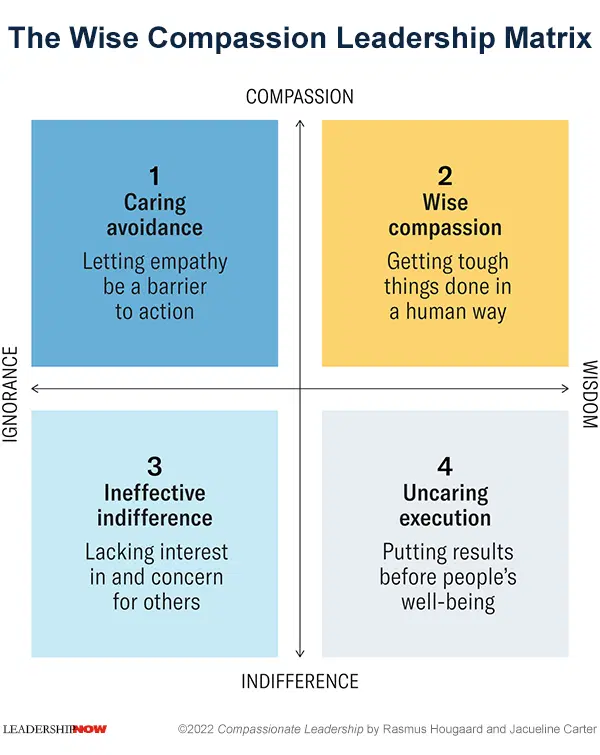 The Wise Compassion Leadership Matrix
COMPASSION
1
Caring
avoidance
Letting empathy
be a barrier
to action
2
Wise
compassion
Getting tough
things done in
a human way
IGNORANCE
WISDOM
3
Ineffective
indifference
Lacking interest
in and concern
for others
4
Uncaring
execution
Putting results
before people’s
well-being
INDIFFERENCE
LEADERSHIPNOW
©2022 Compassionate Leadership by Rasmus Hougaard and Jacueline Carter